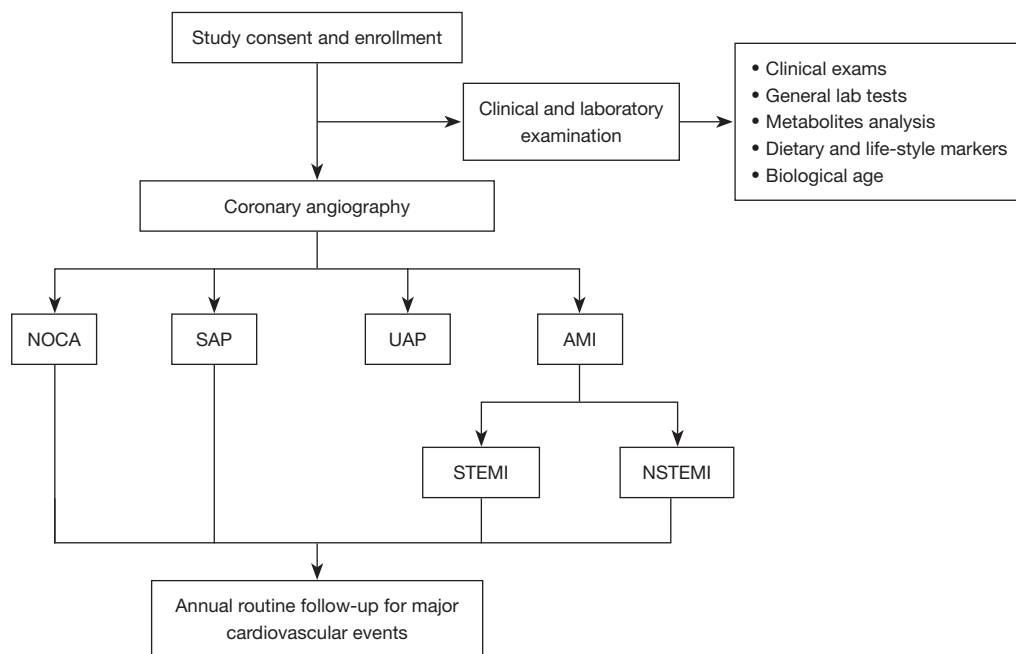 Study consent and enrollment
Clinical and laboratory
examination
• Clinical exams
• General lab tests
• Metabolites analysis
• Dietary and life-style markers
• Biological age
Coronary angiography
NOCA
SAP
UAP
AMI
STEMI
NSTEMI
Annual routine follow-up for major
cardiovascular events